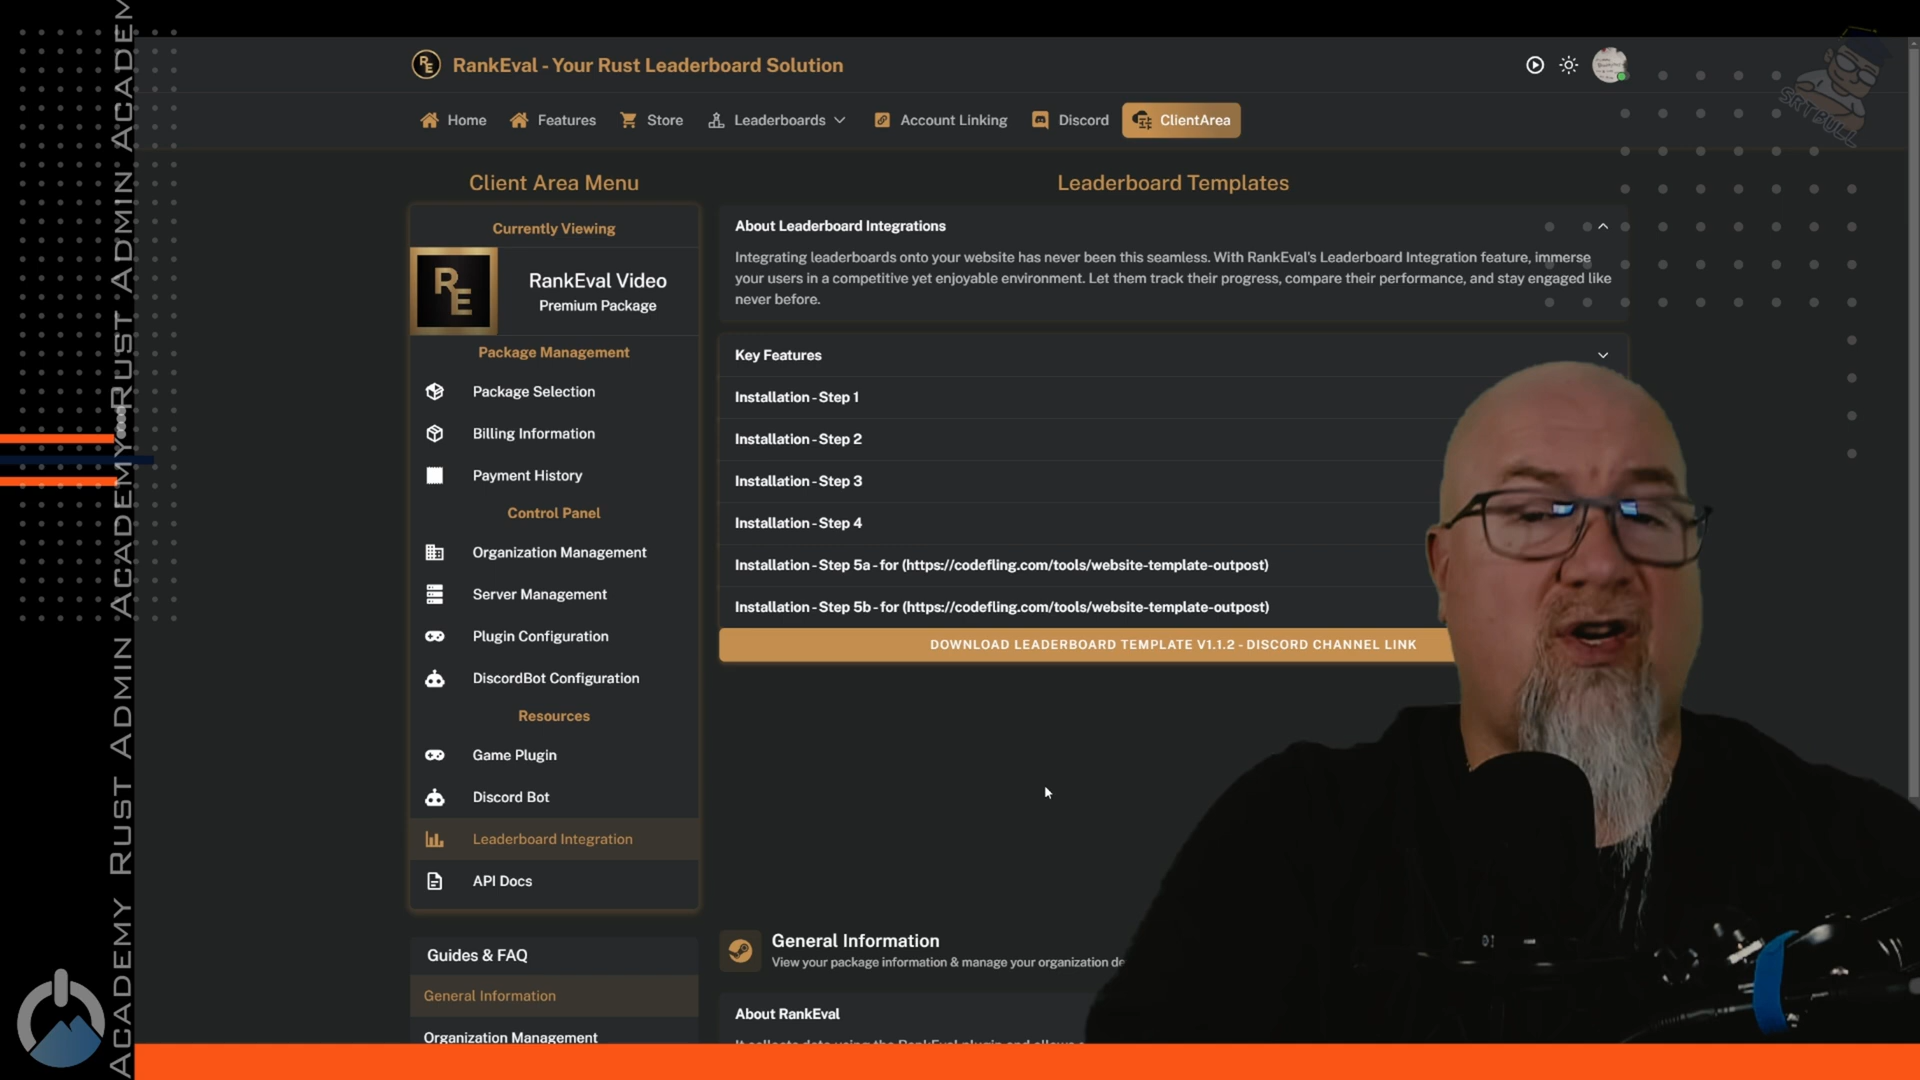 RankEval - Your Rust Leaderboard Solution
Home
Features
Store
Leaderboards
Account Linking
Discord
ClientArea
SRTBULL
RUST ADMIN ACADEMY
RUST ADMIN ACADEMY
Client Area Menu
Currently Viewing
RE
RankEval Video
Premium Package
Package Management
Package Selection
Billing Information
Payment History
Control Panel
Organization Management
Server Management
Plugin Configuration
DiscordBot Configuration
Resources
Game Plugin
Discord Bot
Leaderboard Integration
API Docs
Guides & FAQ
General Information
Organization Management
Leaderboard Templates
About Leaderboard Integrations
Integrating leaderboards onto your website has never been this seamless. With RankEval's Leaderboard Integration feature, immerse
your users in a competitive yet enjoyable environment. Let them track their progress, compare their performance, and stay engaged like
never before.
Key Features
Installation - Step 1
Installation - Step 2
Installation - Step 3
Installation - Step 4
Installation - Step 5a - for (https://codefling.com/tools/website-template-outpost)
Installation - Step 5b - for (https://codefling.com/tools/website-template-outpost)
DOWNLOAD LEADERBOARD TEMPLATE V1.1.2 - DISCORD CHANNEL LINK
General Information
View your package information & manage your organization de
About RankEval